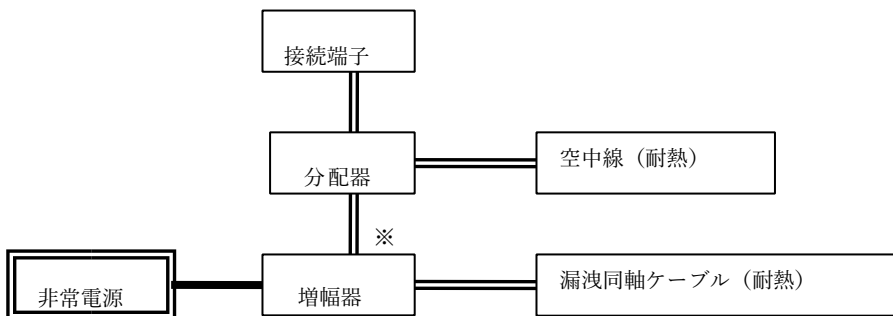 接続端子
分配器
空中線（耐熱）
※
非常電源
増幅器
漏洩同軸ケーブル（耐熱）